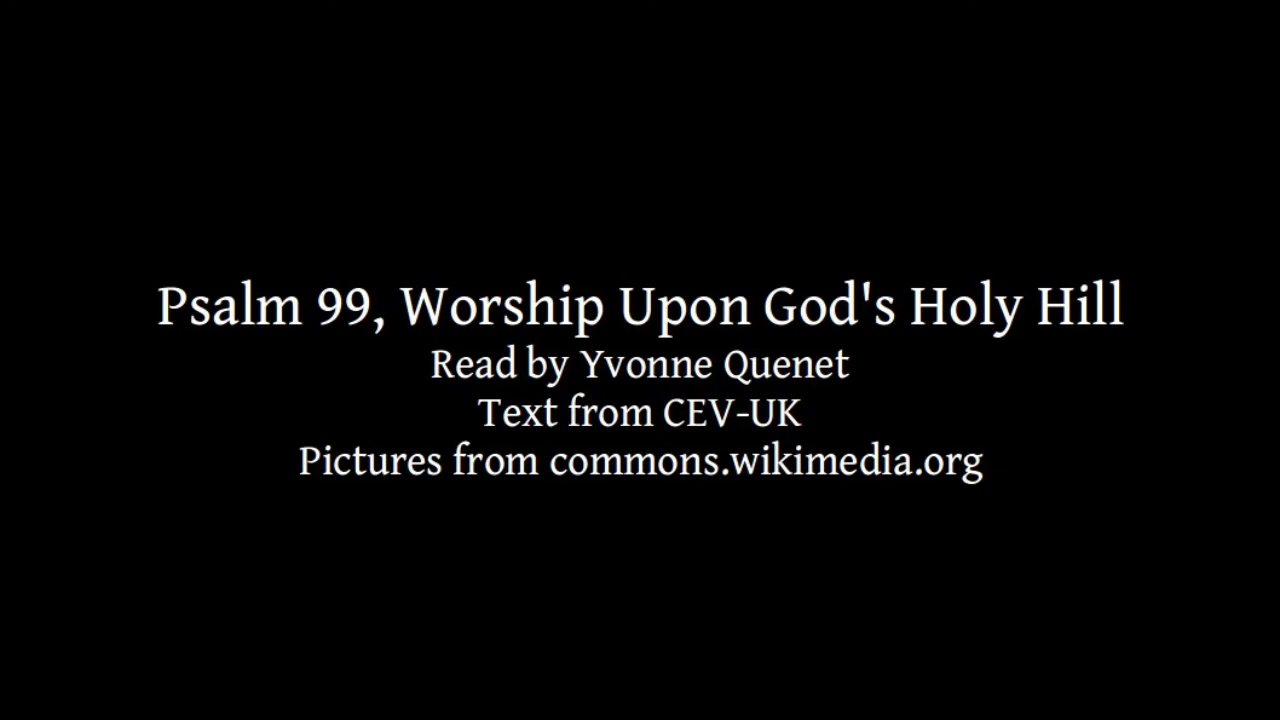 Psalm 99, Worship Upon God's Holy Hill
Read by Yvonne Quenet
Text from CEV-UK
Pictures from commons.wikimedia.org